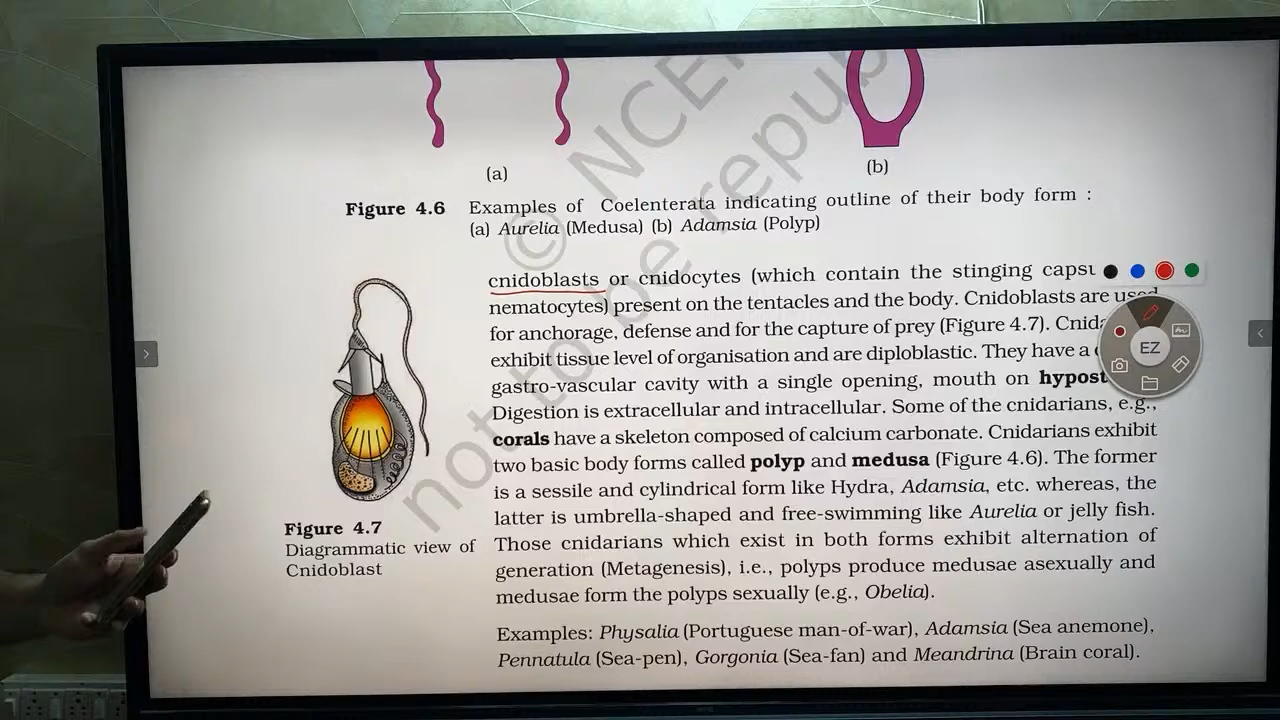 (a)
(b)
Figure 4.6 Examples of Coelenterata indicating outline of their body form :
(a) Aurelia (Medusa) (b) Adamsia (Polyp)
cnidoblasts or cnidocytes (which contain the stinging
nematocytes) present on the tentacles and the body. Cnidoblasts are used
for anchorage, defense and for the capture of prey (Figure 4.7).
exhibit tissue level of organisation and are diploblastic. They have a
gastro-vascular cavity with a single opening, mouth on
Digestion is extracellular and intracellular. Some of the cnidarians, e.g.,
corals have a skeleton composed of calcium carbonate. Cnidarians exhibit
two basic body forms called polyp and medusa (Figure 4.6). The former
is a sessile and cylindrical form like Hydra, Adamsia, etc. whereas, the
latter is umbrella-shaped and free-swimming like Aurelia or jelly fish.
Those cnidarians which exist in both forms exhibit alternation of
generation (Metagenesis), i.e., polyps produce medusae asexually and
medusae form the polyps sexually (e.g., Obelia).
Examples: Physalia (Portuguese man-of-war), Adamsia (Sea anemone),
Pennatula (Sea-pen), Gorgonia (Sea-fan) and Meandrina (Brain coral).
Figure 4.7
Diagrammatic view of
Cnidoblast
EZ
©
not to be